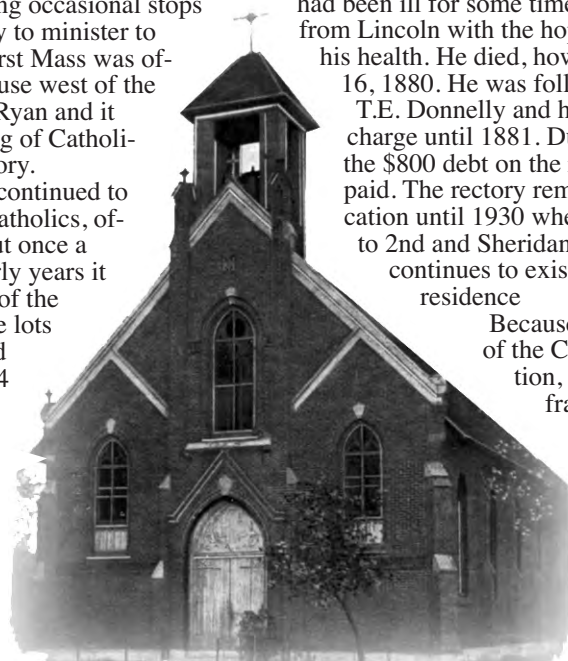 ng occasional stops
y to minister to
rst Mass was of-
use west of the
Ryan and it
g of Catholi-
ory.
continued to
atholics, of-
ut once a
rly years it
of the
e lots
d
4
had been ill for some time
from Lincoln with the hop
his health. He died, how
16, 1880. He was foll
T.E. Donnelly and h
charge until 1881. Du
the $800 debt on the
paid. The rectory rem
cation until 1930 whe
to 2nd and Sheridan
continues to exis
residence
Because
of the C
tion,
fra